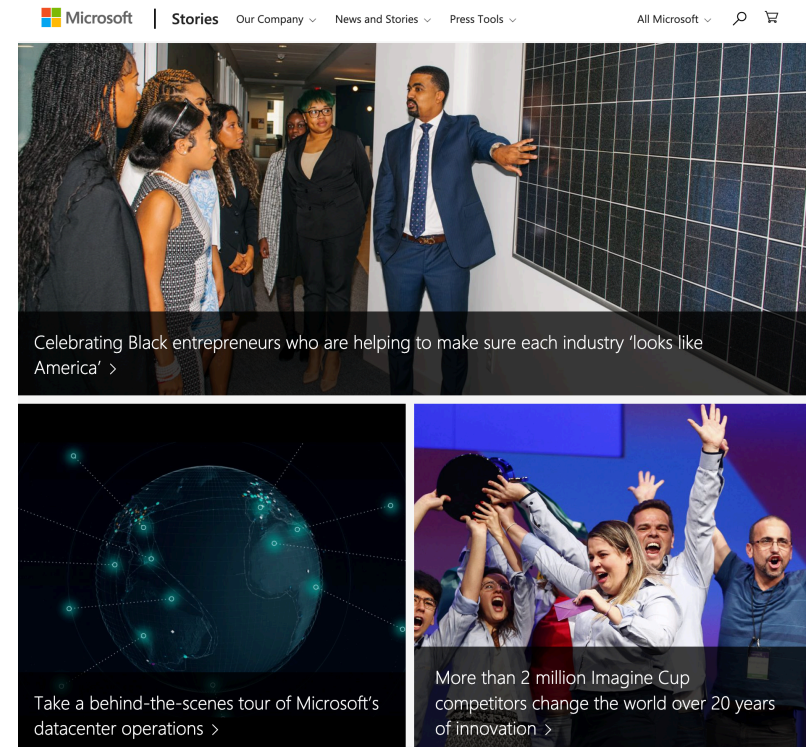 Microsoft Stories Our Company News and Stories Press Tools All Microsoft
Celebrating Black entrepreneurs who are helping to make sure each industry ‘looks like
America’ >
Take a behind-the-scenes tour of Microsoft’s
datacenter operations >
More than 2 million Imagine Cup
competitors change the world over 20 years
of innovation >